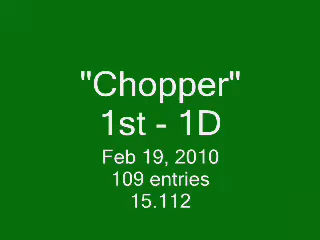 "Chopper"
1st - 1D
Feb 19, 2010
109 entries
15.112